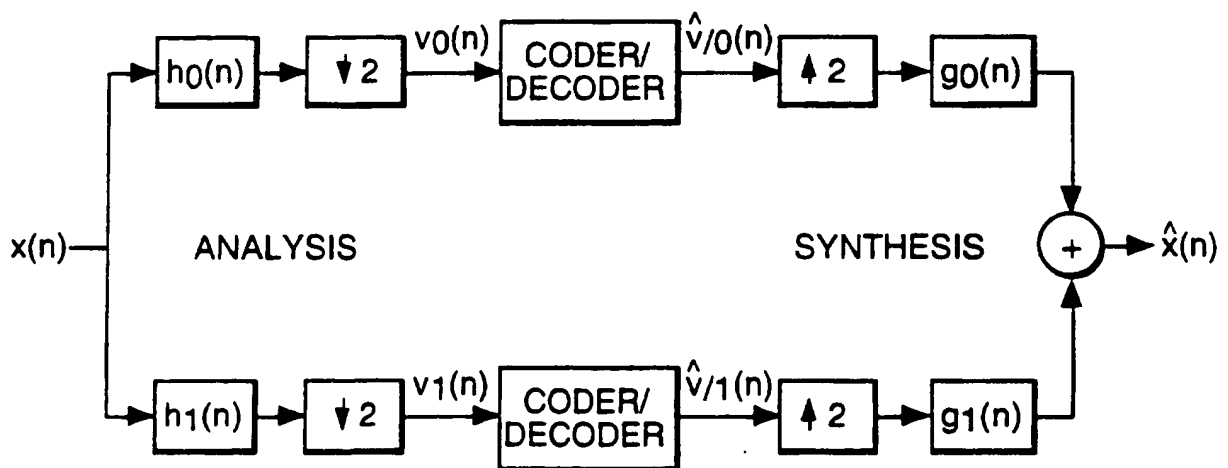 h0(n) ↓ 2 v0(n) CODER/ DECODER v̂/0(n) ↑ 2 g0(n)
x(n) ANALYSIS SYNTHESIS + x̂(n)
h1(n) ↓ 2 v1(n) CODER/ DECODER v̂/1(n) ↑ 2 g1(n)